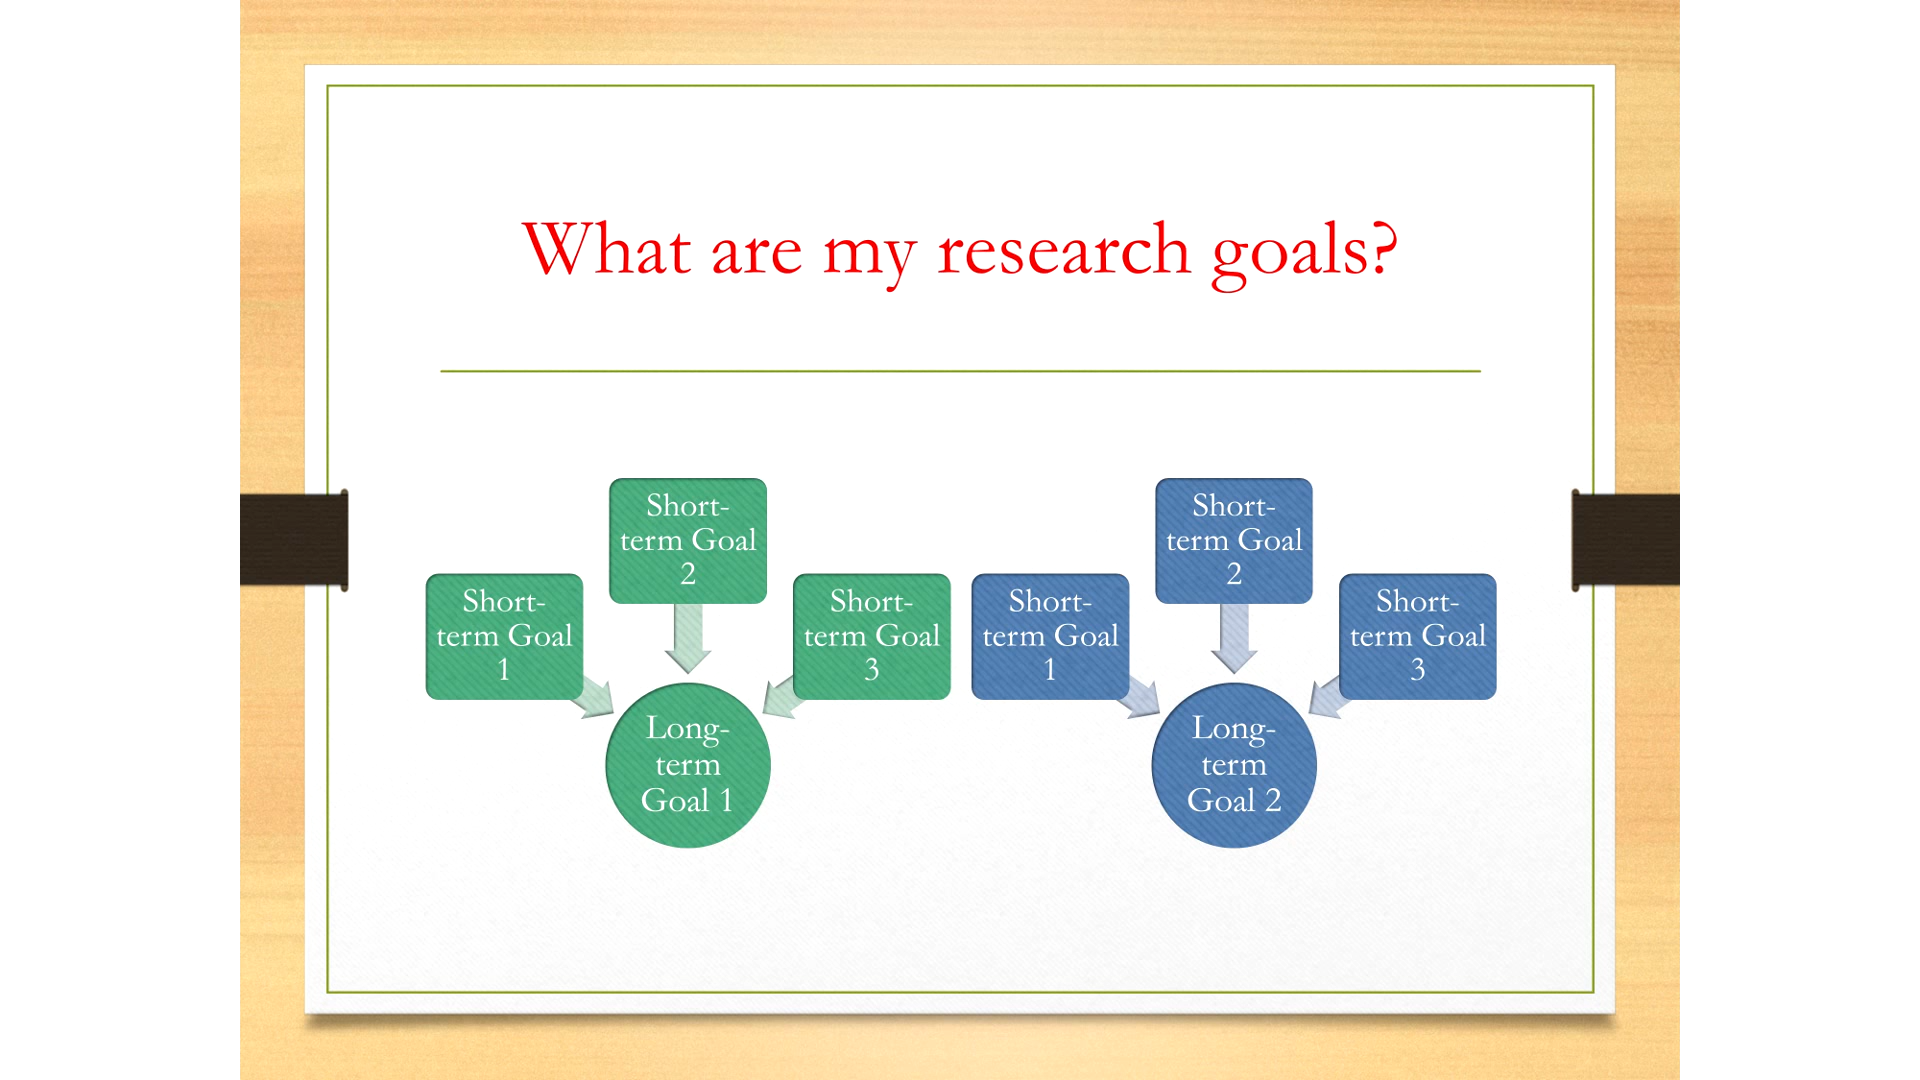 What are my research goals?
Short-
term Goal
1
Short-
term Goal
2
Short-
term Goal
3
Long-
term
Goal 1
Short-
term Goal
1
Short-
term Goal
2
Short-
term Goal
3
Long-
term
Goal 2